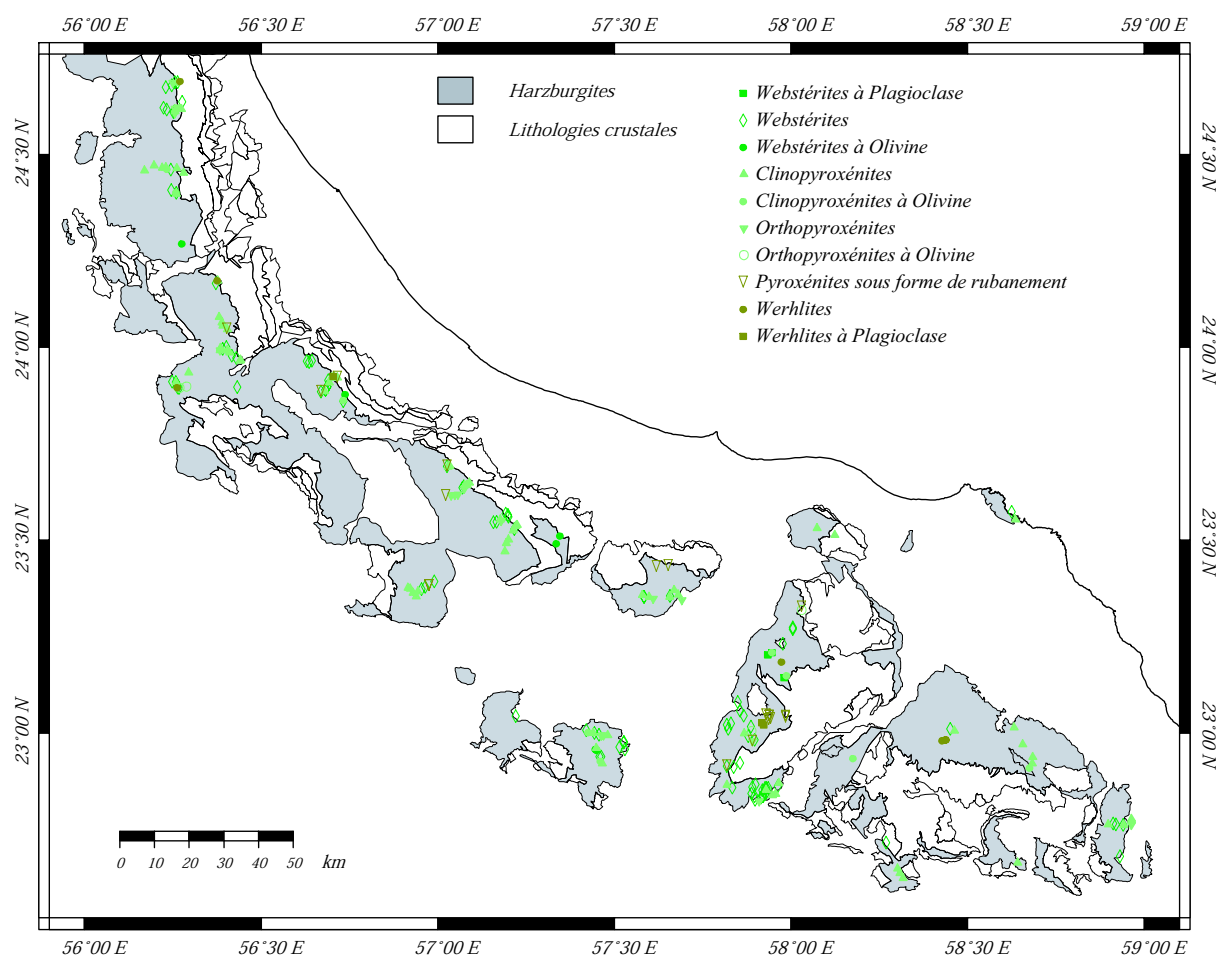 56˚00 E
56˚30 E
57˚00 E
57˚30 E
58˚00 E
58˚30 E
59˚00 E
Harzburgites
Lithologies crustales
Webstérites à Plagioclase
Webstérites
Webstérites à Olivine
Clinopyroxénites
Clinopyroxénites à Olivine
Orthopyroxénites
Orthopyroxénites à Olivine
Pyroxénites sous forme de rubanement
Werhlites
Werhlites à Plagioclase
24˚30 N
24˚00 N
23˚30 N
23˚00 N
24˚30 N
24˚00 N
23˚30 N
23˚00 N
0 10 20 30 40 50 km
56˚00 E
56˚30 E
57˚00 E
57˚30 E
58˚00 E
58˚30 E
59˚00 E